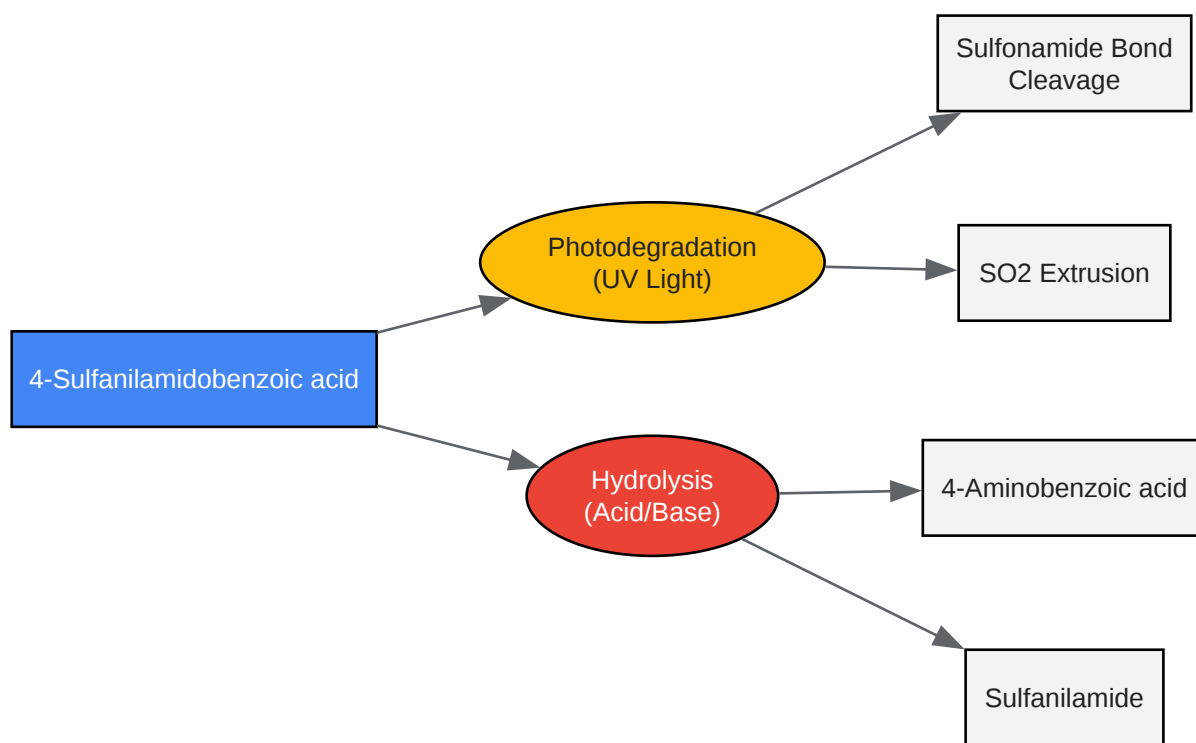 Sulfonamide Bond
Cleavage
Photodegradation
(UV Light)
SO2 Extrusion
4-Sulfanilamidobenzoic acid
Hydrolysis
(Acid/Base)
4-Aminobenzoic acid
Sulfanilamide